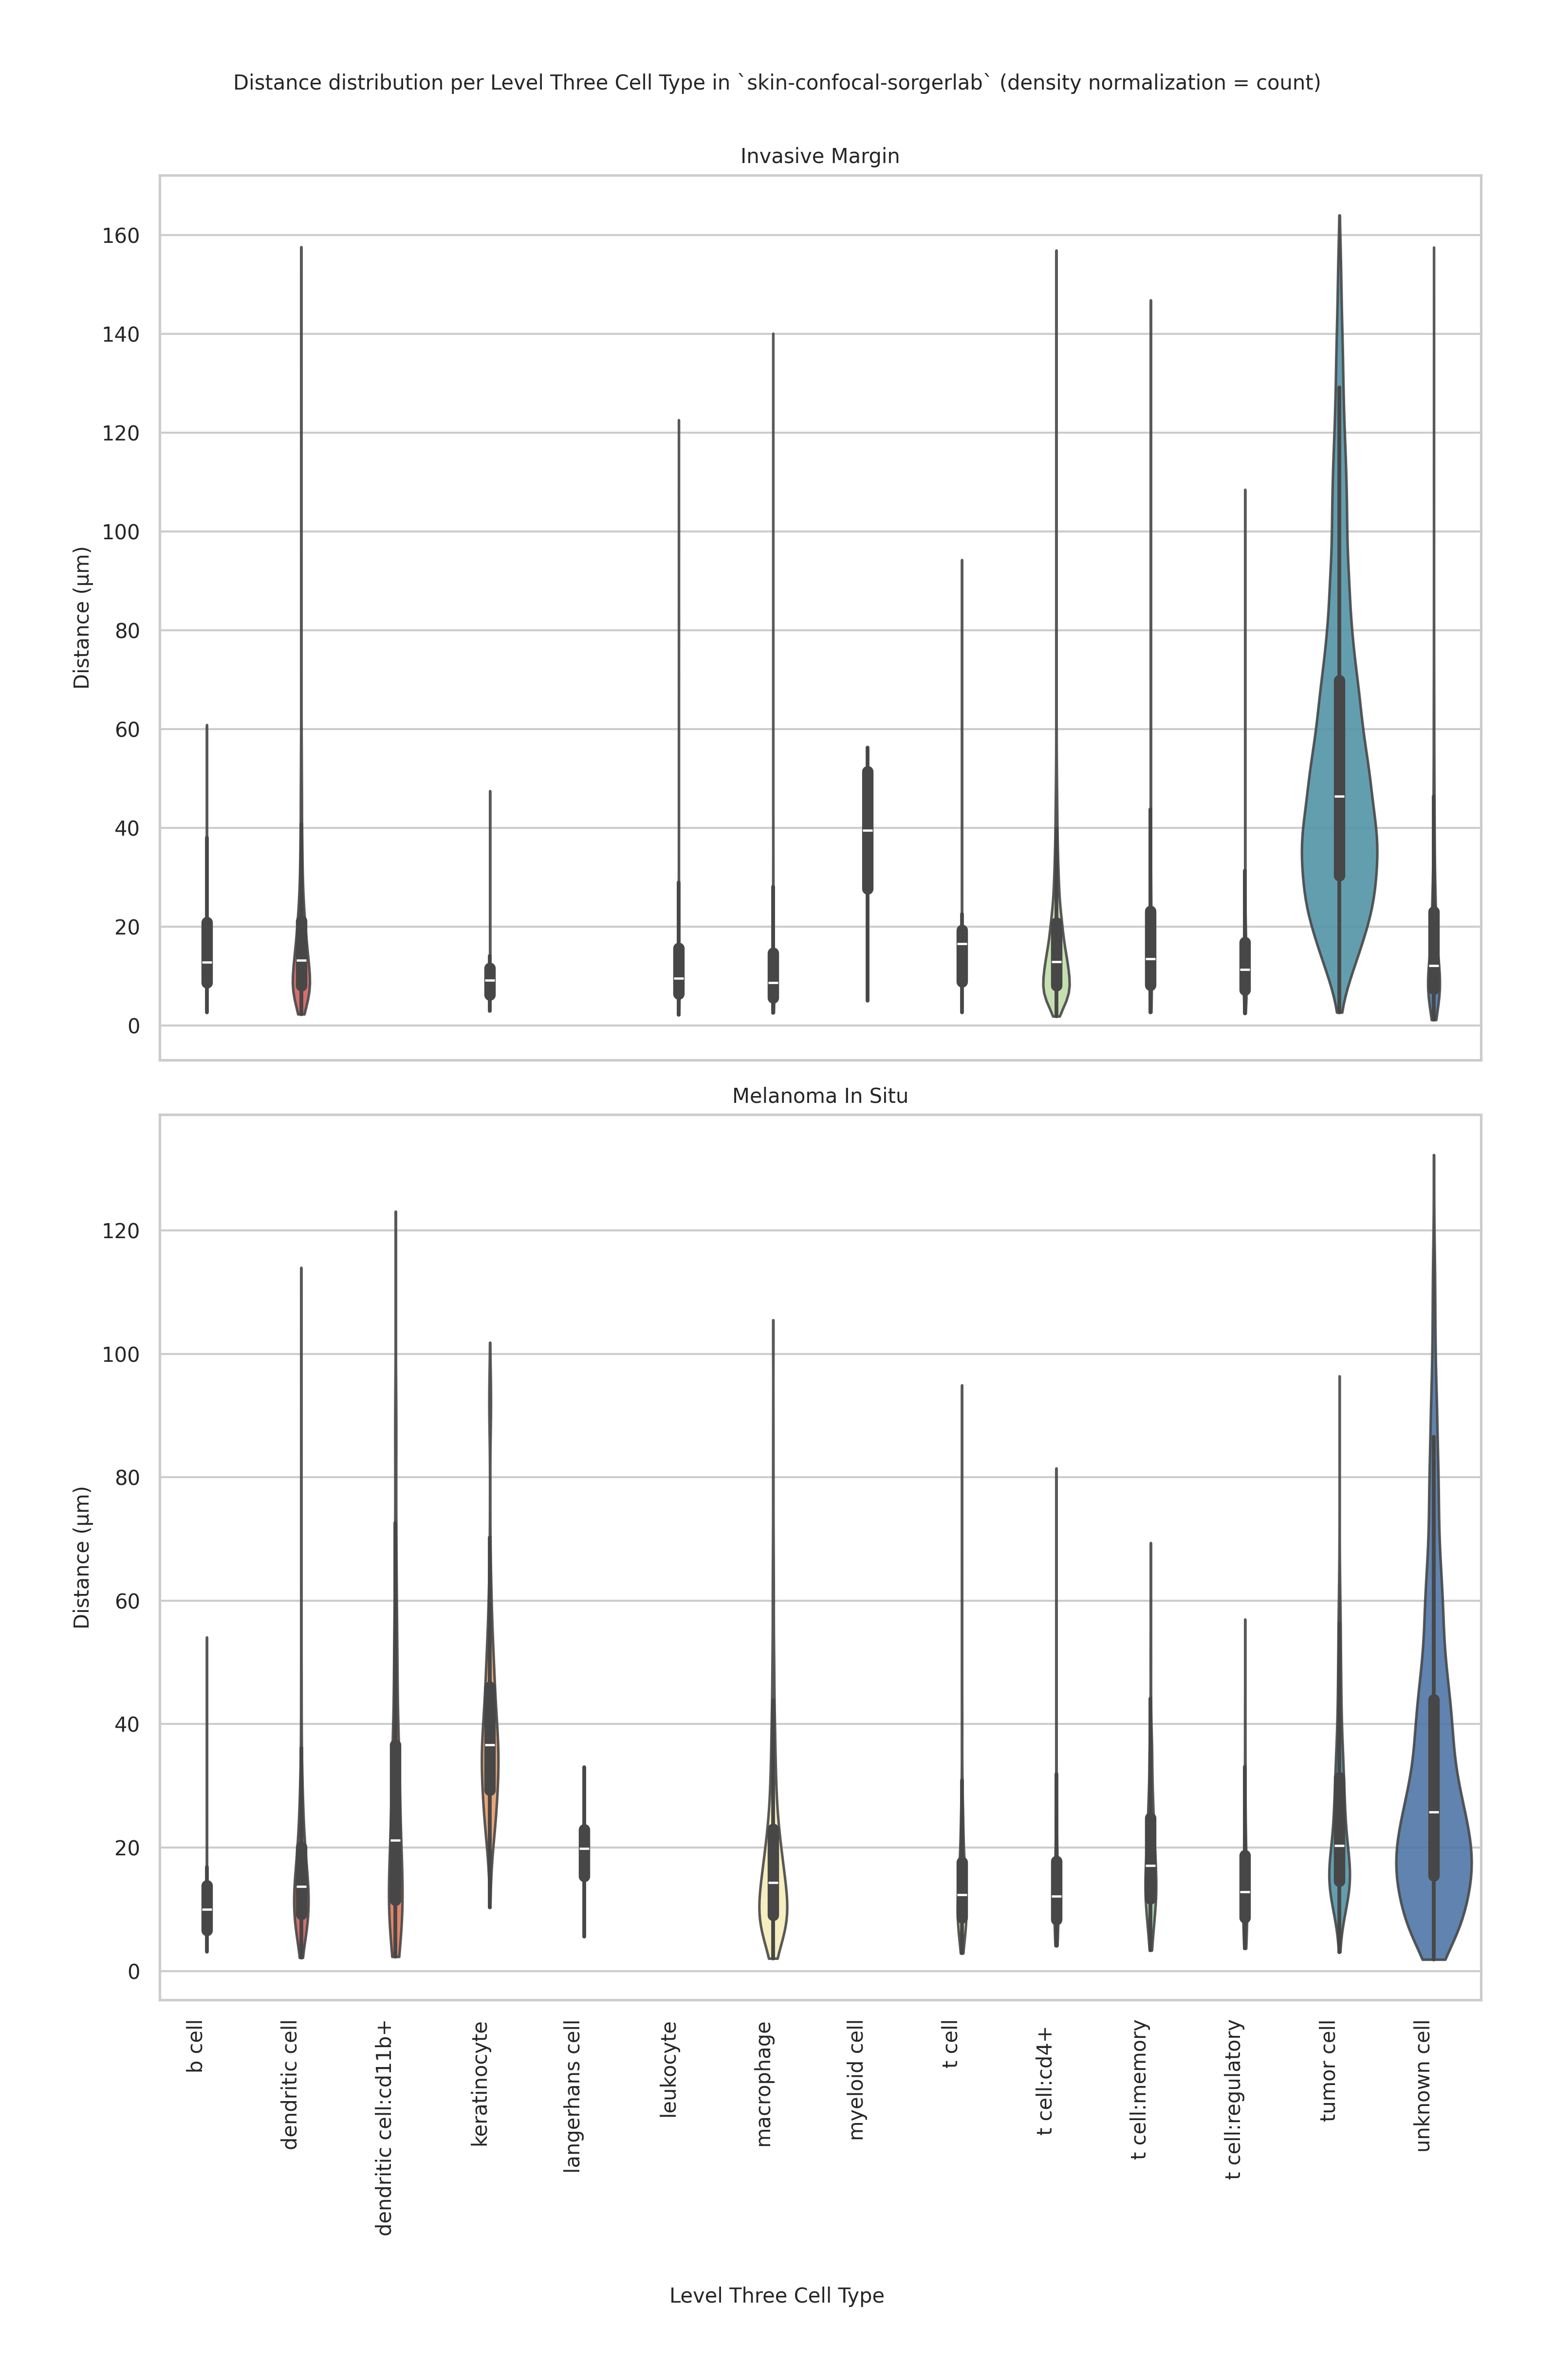 Distance distribution per Level Three Cell Type in `skin-confocal-sorgerlab` (density normalization = count)
Invasive Margin
160
140
120
100
80
60
40
20
0
Distance (µm)
Melanoma In Situ
120
100
80
60
40
20
0
Distance (µm)
b cell
dendritic cell
dendritic cell:cd11b+
keratinocyte
langerhans cell
leukocyte
macrophage
myeloid cell
t cell
t cell:cd4+
t cell:memory
t cell:regulatory
tumor cell
unknown cell
Level Three Cell Type